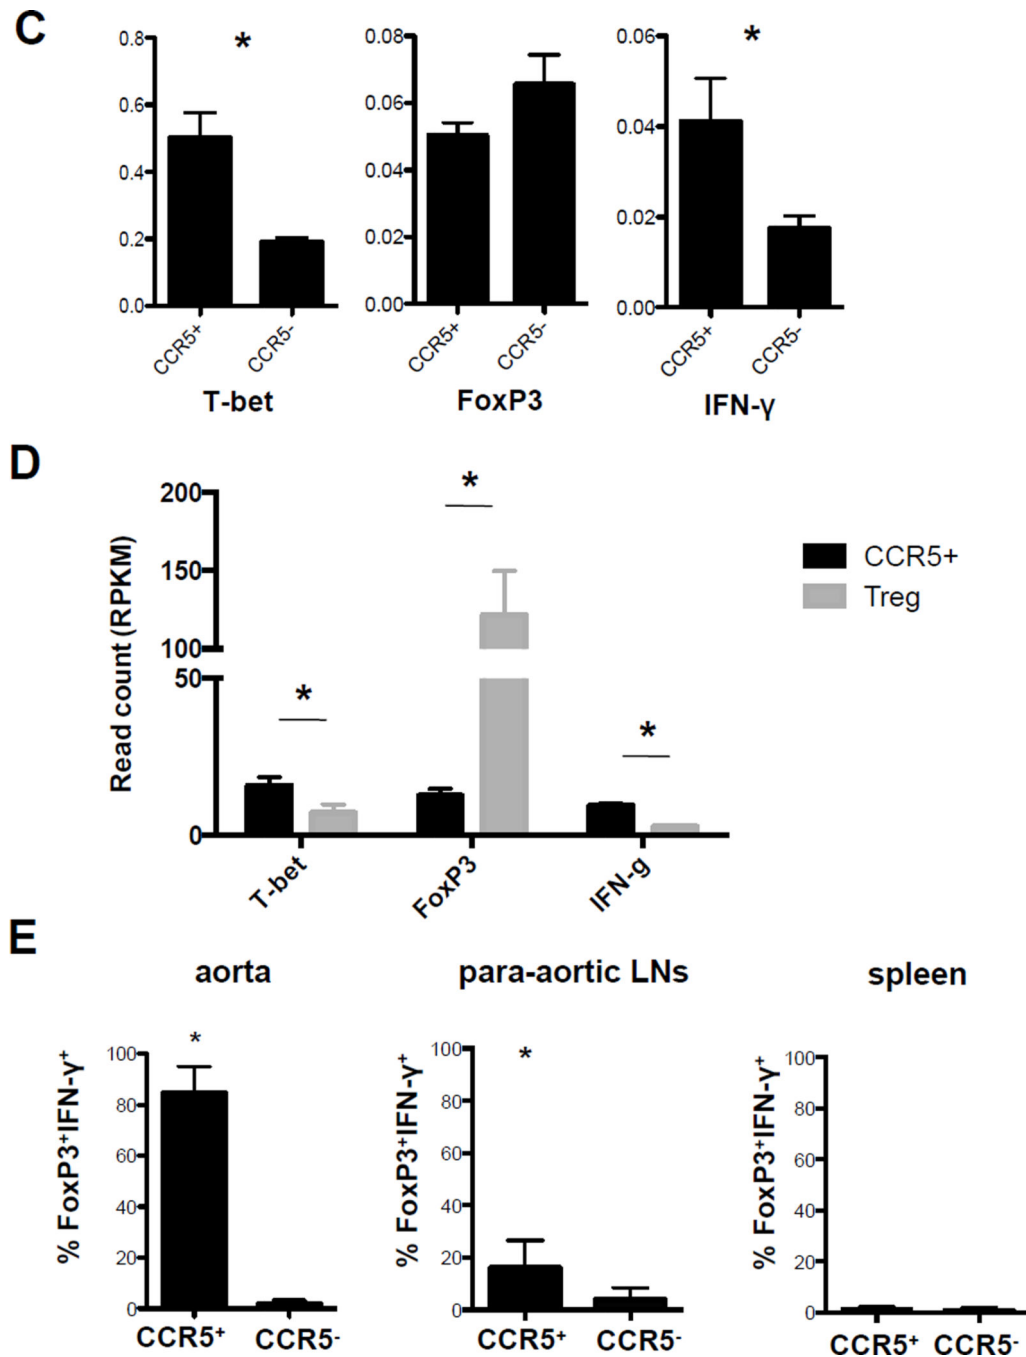 C
*
*
0.8
0.6
0.4
0.2
0.0
CCR5+
CCR5-
T-bet
0.08
0.06
0.04
0.02
0.00
CCR5+
CCR5-
FoxP3
0.06
0.04
0.02
0.00
CCR5+
CCR5-
IFN-γ
D
Read count (RPKM)
200
150
100
50
0
*
*
*
T-bet
FoxP3
IFN-g
CCR5+
Treg
E
aorta
% FoxP3⁺IFN-γ⁺
100
80
60
40
20
0
*
CCR5⁺ CCR5⁻
para-aortic LNs
% FoxP3⁺IFN-γ⁺
100
80
60
40
20
0
*
CCR5⁺ CCR5⁻
spleen
% FoxP3⁺IFN-γ⁺
100
80
60
40
20
0
CCR5⁺ CCR5⁻